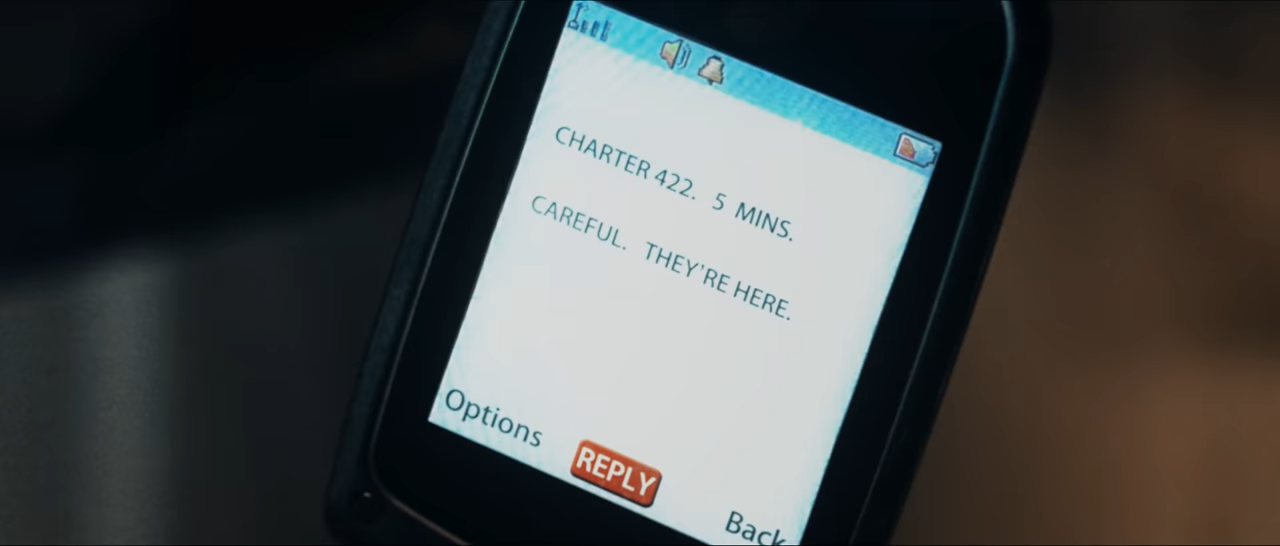 CHARTER 422. 5 MINS.
CAREFUL. THEY'RE HERE.
Options
REPLY
Back